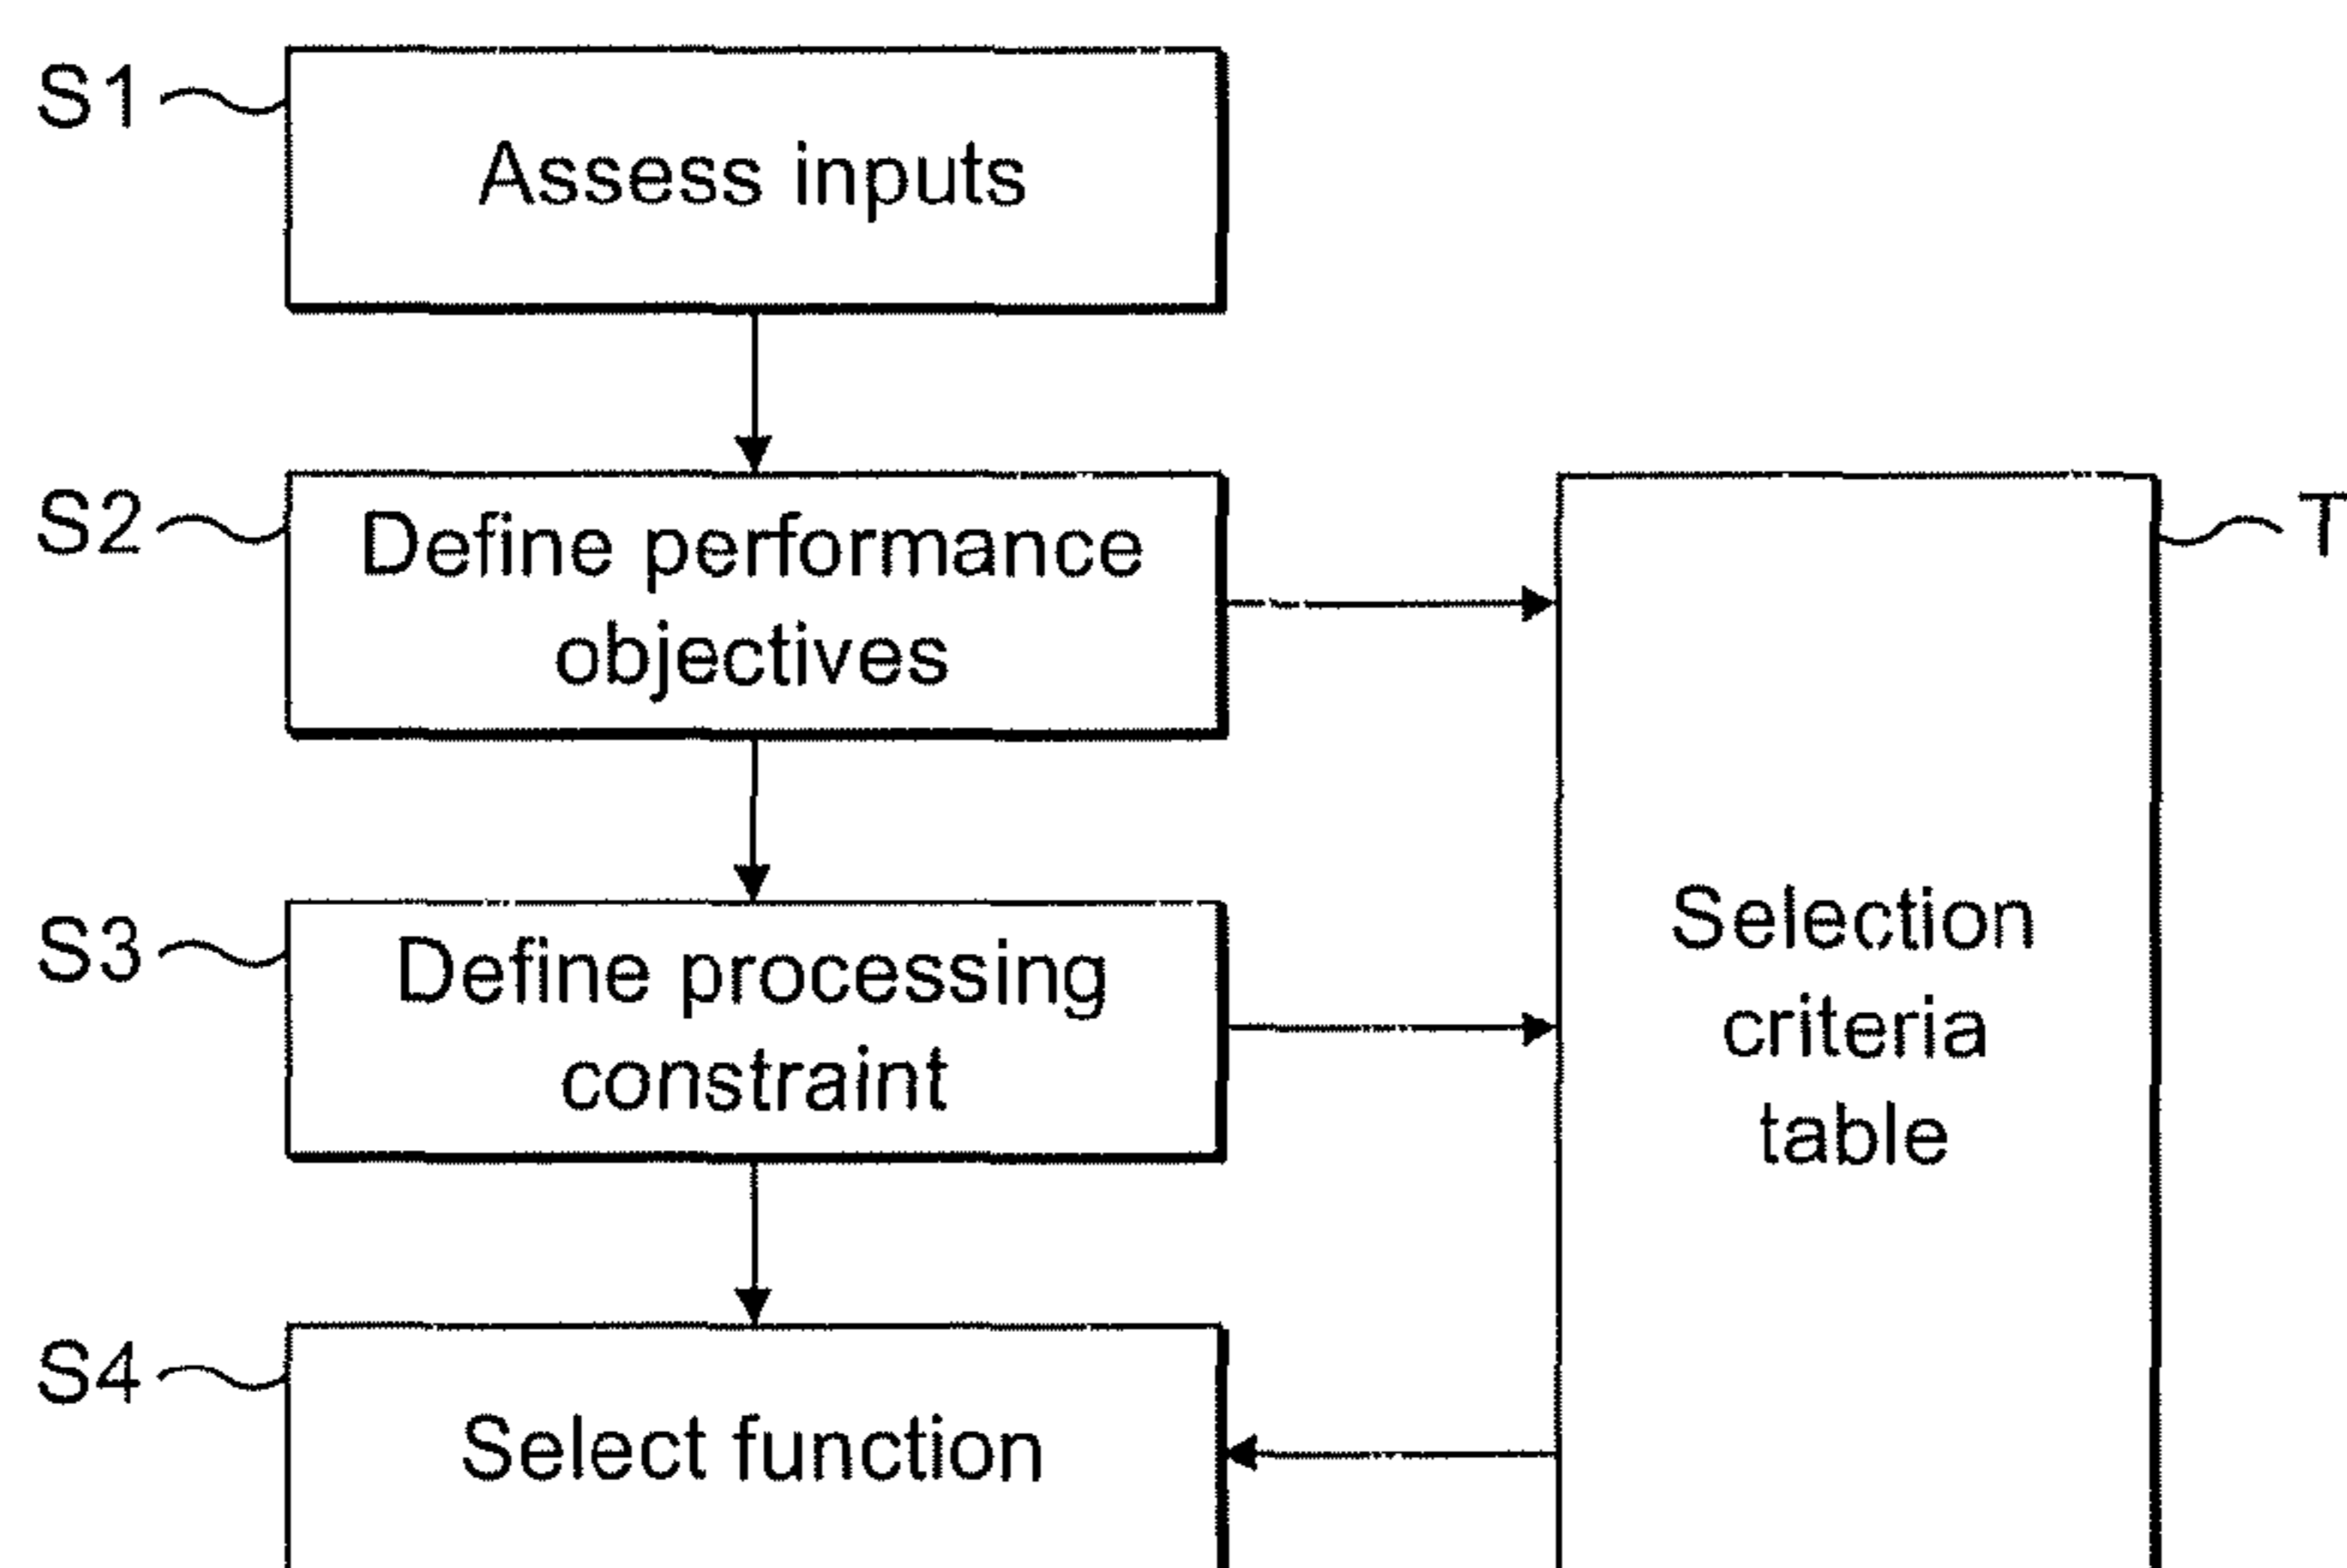 S1
Assess inputs
S2
Define performance
objectives
T
S3
Define processing
constraint
Selection
criteria
table
S4
Select function